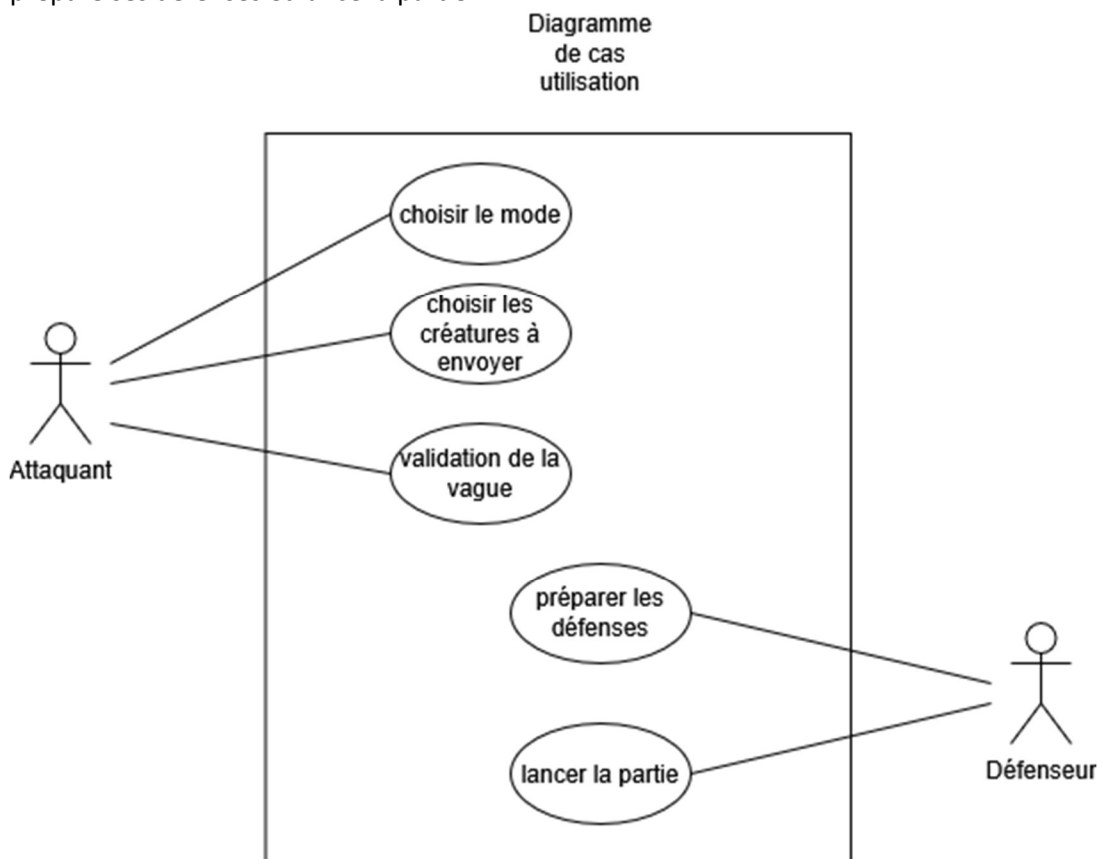 Diagramme
de cas
utilisation
choisir le mode
choisir les
créatures à
envoyer
validation de la
vague
Attaquant
préparer les
défenses
lancer la partie
Défenseur